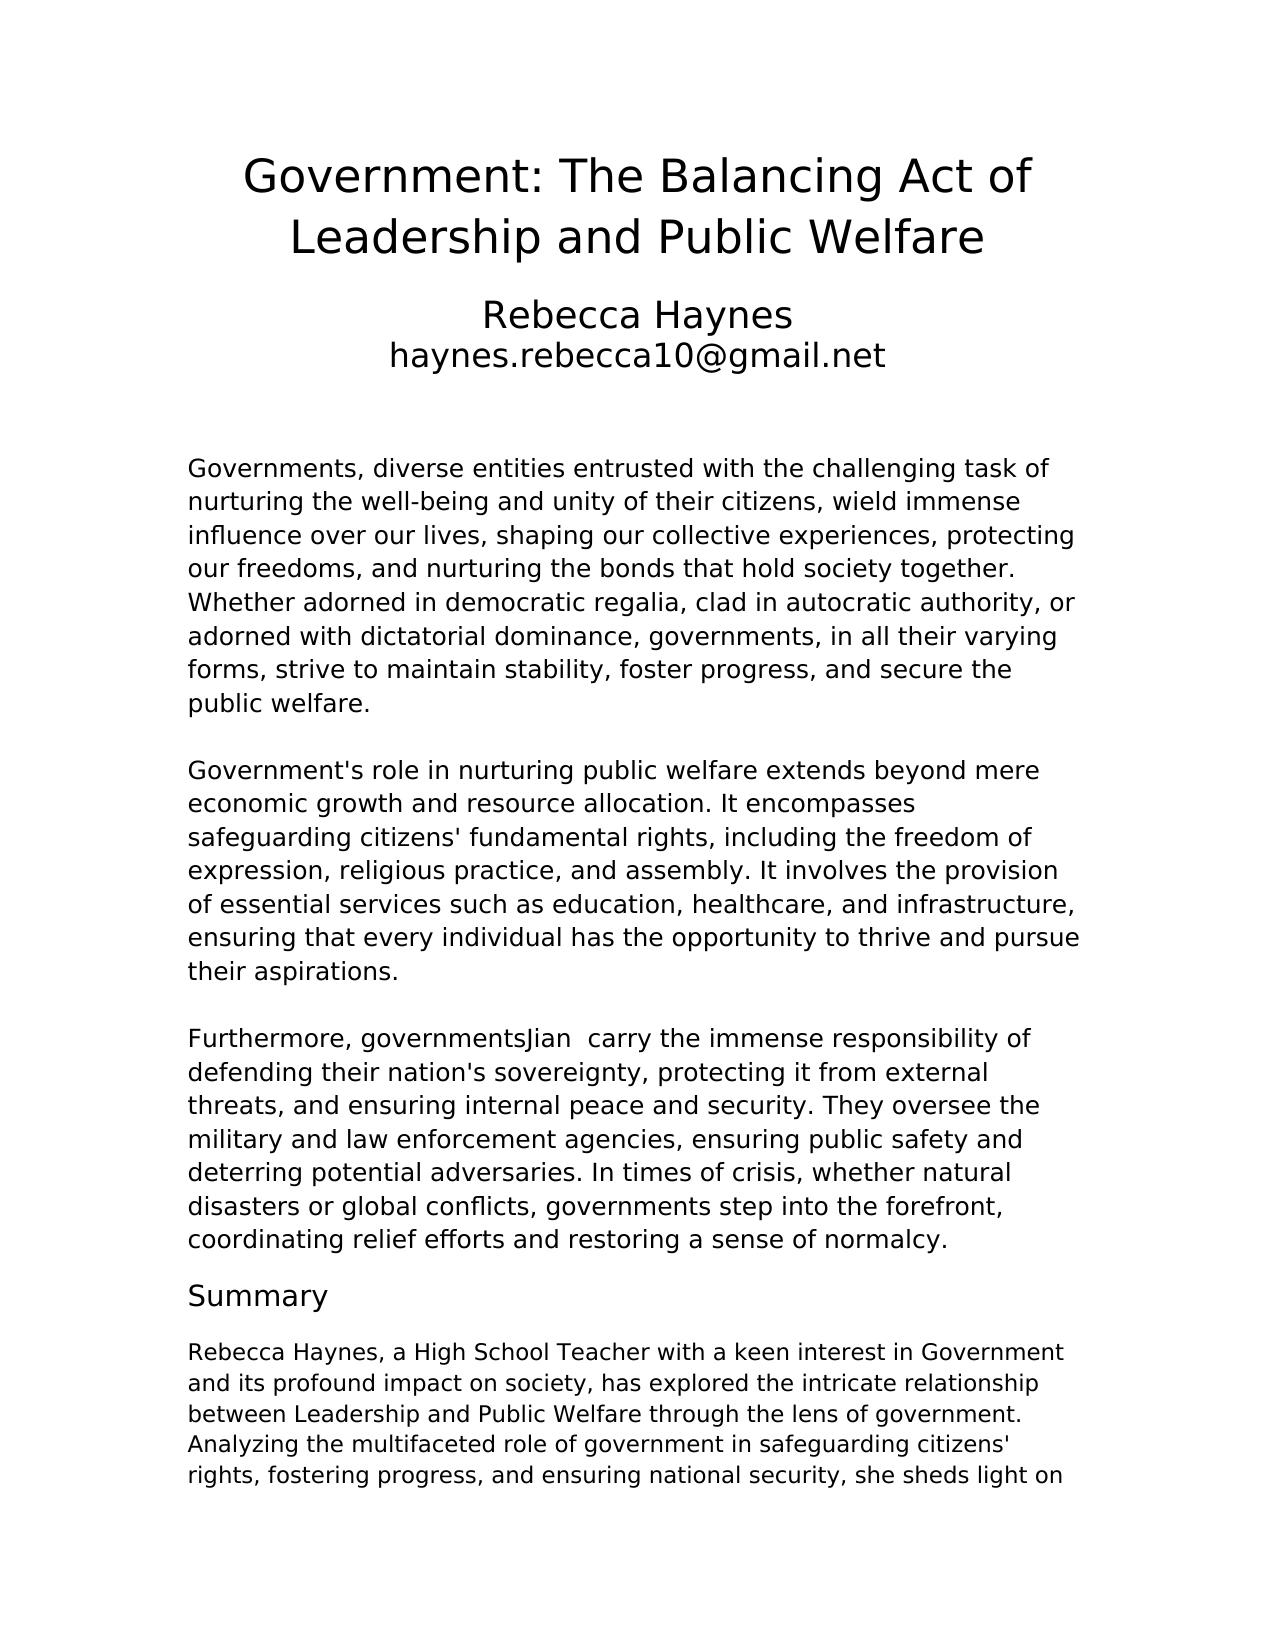 Government: The Balancing Act of
Leadership and Public Welfare
Rebecca Haynes
haynes.rebecca10@gmail.net
Governments, diverse entities entrusted with the challenging task of
nurturing the well-being and unity of their citizens, wield immense
influence over our lives, shaping our collective experiences, protecting
our freedoms, and nurturing the bonds that hold society together.
Whether adorned in democratic regalia, clad in autocratic authority, or
adorned with dictatorial dominance, governments, in all their varying
forms, strive to maintain stability, foster progress, and secure the
public welfare.
Government's role in nurturing public welfare extends beyond mere
economic growth and resource allocation. It encompasses
safeguarding citizens' fundamental rights, including the freedom of
expression, religious practice, and assembly. It involves the provision
of essential services such as education, healthcare, and infrastructure,
ensuring that every individual has the opportunity to thrive and pursue
their aspirations.
Furthermore, governmentsJian  carry the immense responsibility of
defending their nation's sovereignty, protecting it from external
threats, and ensuring internal peace and security. They oversee the
military and law enforcement agencies, ensuring public safety and
deterring potential adversaries. In times of crisis, whether natural
disasters or global conflicts, governments step into the forefront,
coordinating relief efforts and restoring a sense of normalcy.
Summary
Rebecca Haynes, a High School Teacher with a keen interest in Government
and its profound impact on society, has explored the intricate relationship
between Leadership and Public Welfare through the lens of government.
Analyzing the multifaceted role of government in safeguarding citizens'
rights, fostering progress, and ensuring national security, she sheds light on